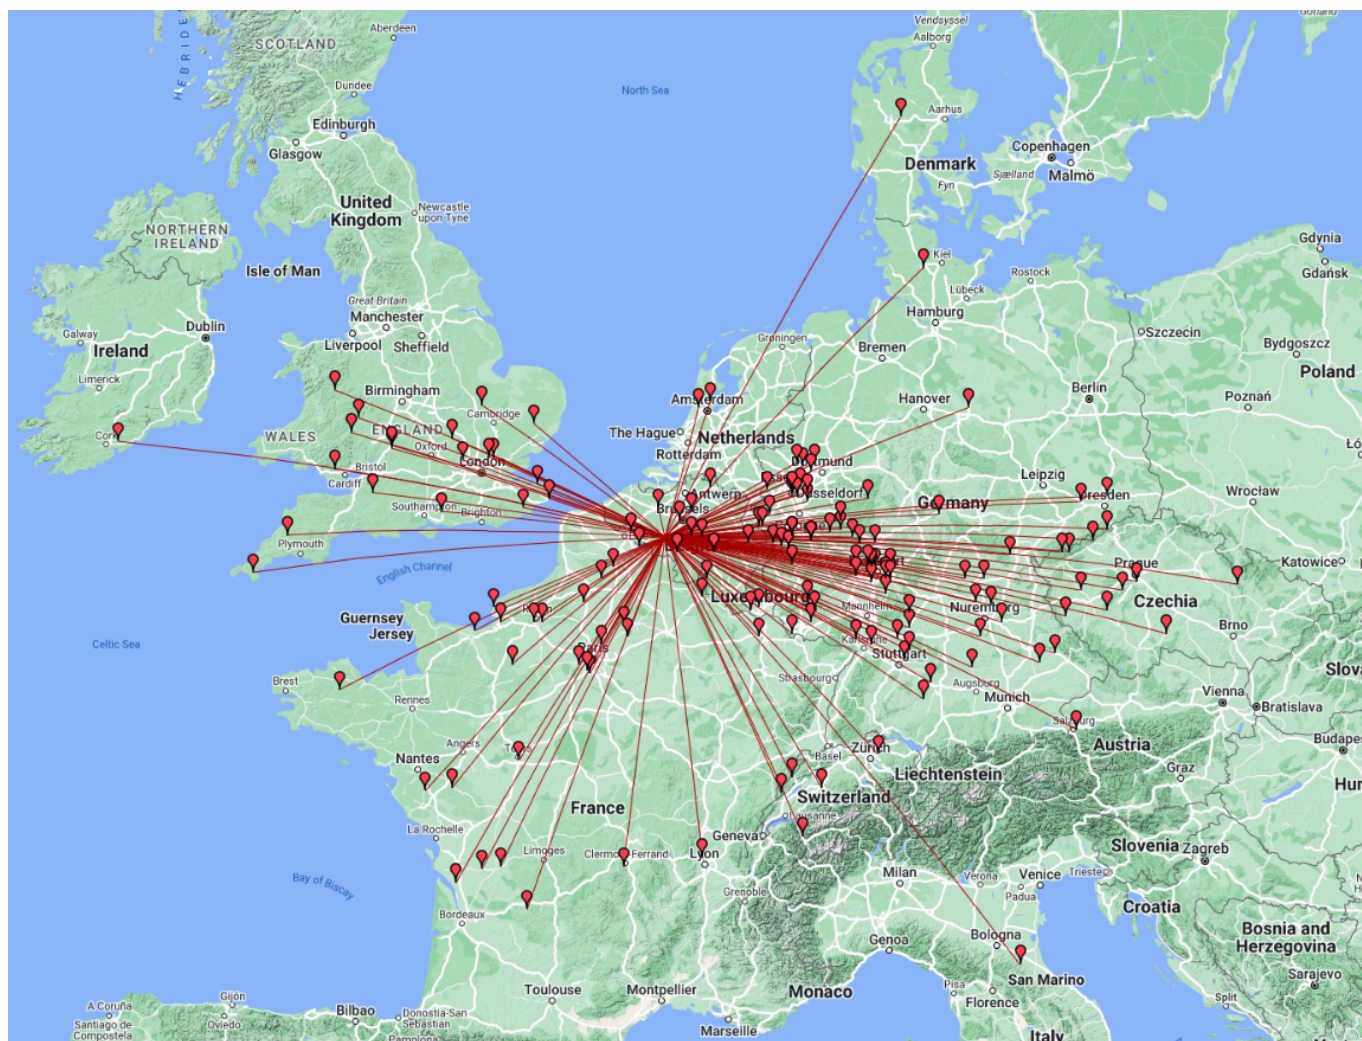 Vendsyssel
Gotland
Aberdeen
Aalborg
SCOTLAND
HEBRIDE
Dundee
North Sea
Aarhus
Edinburgh
Glasgow
Copenhagen
Denmark
Malmö
Sjælland
Fyn
United
Kingdom
Newcastle
upon Tyne
NORTHERN
IRELAND
Gdynia
Kiel
Gdańsk
Isle of Man
Rostock
Lübeck
Great Britain
Hamburg
Manchester
Dublin
Szczecin
Galway
Liverpool
Sheffield
Groningen
Bremen
Bydgoszcz
Ireland
Poland
Limerick
Birmingham
Berlin
Amsterdam
Hanover
Poznań
Cambridge
Cork
WALES
ENGLAND
The Hague
Netherlands
Oxford
Rotterdam
London
Bristol
Dortmund
Cardiff
Leipzig
Antwerp
Düsseldorf
Dresden
Wrocław
Southampton
Brighton
Brussels
Germany
Plymouth
Prague
Katowice
English Channel
Luxembourg
Czechia
Guernsey
Mannheim
Nuremberg
Jersey
Brno
Celtic Sea
Karlsruhe
Paris
Stuttgart
Slova
Brest
Strasbourg
Augsburg
Rennes
Munich
Vienna
Bratislava
Salzburg
Angers
Tours
Zürich
Austria
Budapes
Nantes
Basel
Liechtenstein
Graz
Hur
France
Switzerland
Lausanne
La Rochelle
Geneva
Slovenia
Zagreb
Limoges
Clermont-Ferrand
Lyon
Milan
Verona
Venice
Trieste
Bay of Biscay
Grenoble
Padua
Croatia
Bordeaux
Bologna
Bosnia and
Herzegovina
Genoa
San Marino
Sarajevo
Toulouse
Montpellier
Monaco
Pisa
Florence
Split
A Coruña
Gijón
Bilbao
Donostia-San
Sebastian
Santiago de
Compostela
Oviedo
Marseille
Italy
Pamplona